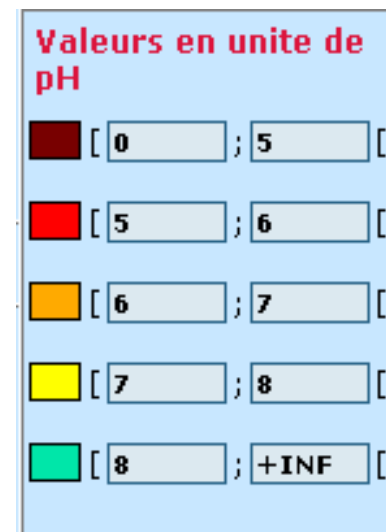 Valeurs en unite de
pH
[ 0 ; 5 [
[ 5 ; 6 [
[ 6 ; 7 [
[ 7 ; 8 [
[ 8 ; +INF [